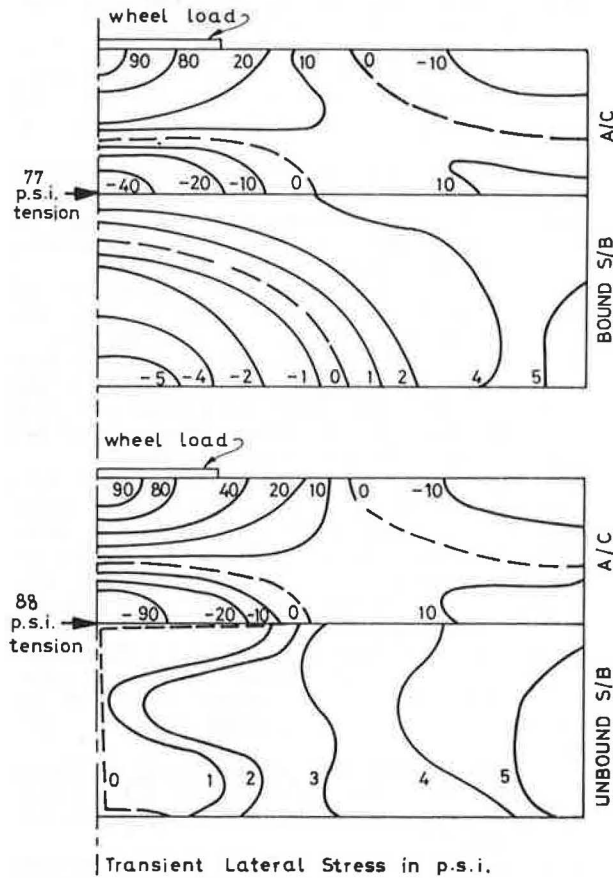 wheel load
90 80 20 10 0 -10
A/C
77
p.s.i.
tension
-40 -20 -10 0 10
BOUND S/B
-5 -4 -2 -1 0 1 2 4 5
wheel load
90 80 40 20 10 0 -10
A/C
88
p.s.i.
tension
-90 -20 -10 0 10
UNBOUND S/B
0 1 2 3 4 5
Transient Lateral Stress in p.s.i.